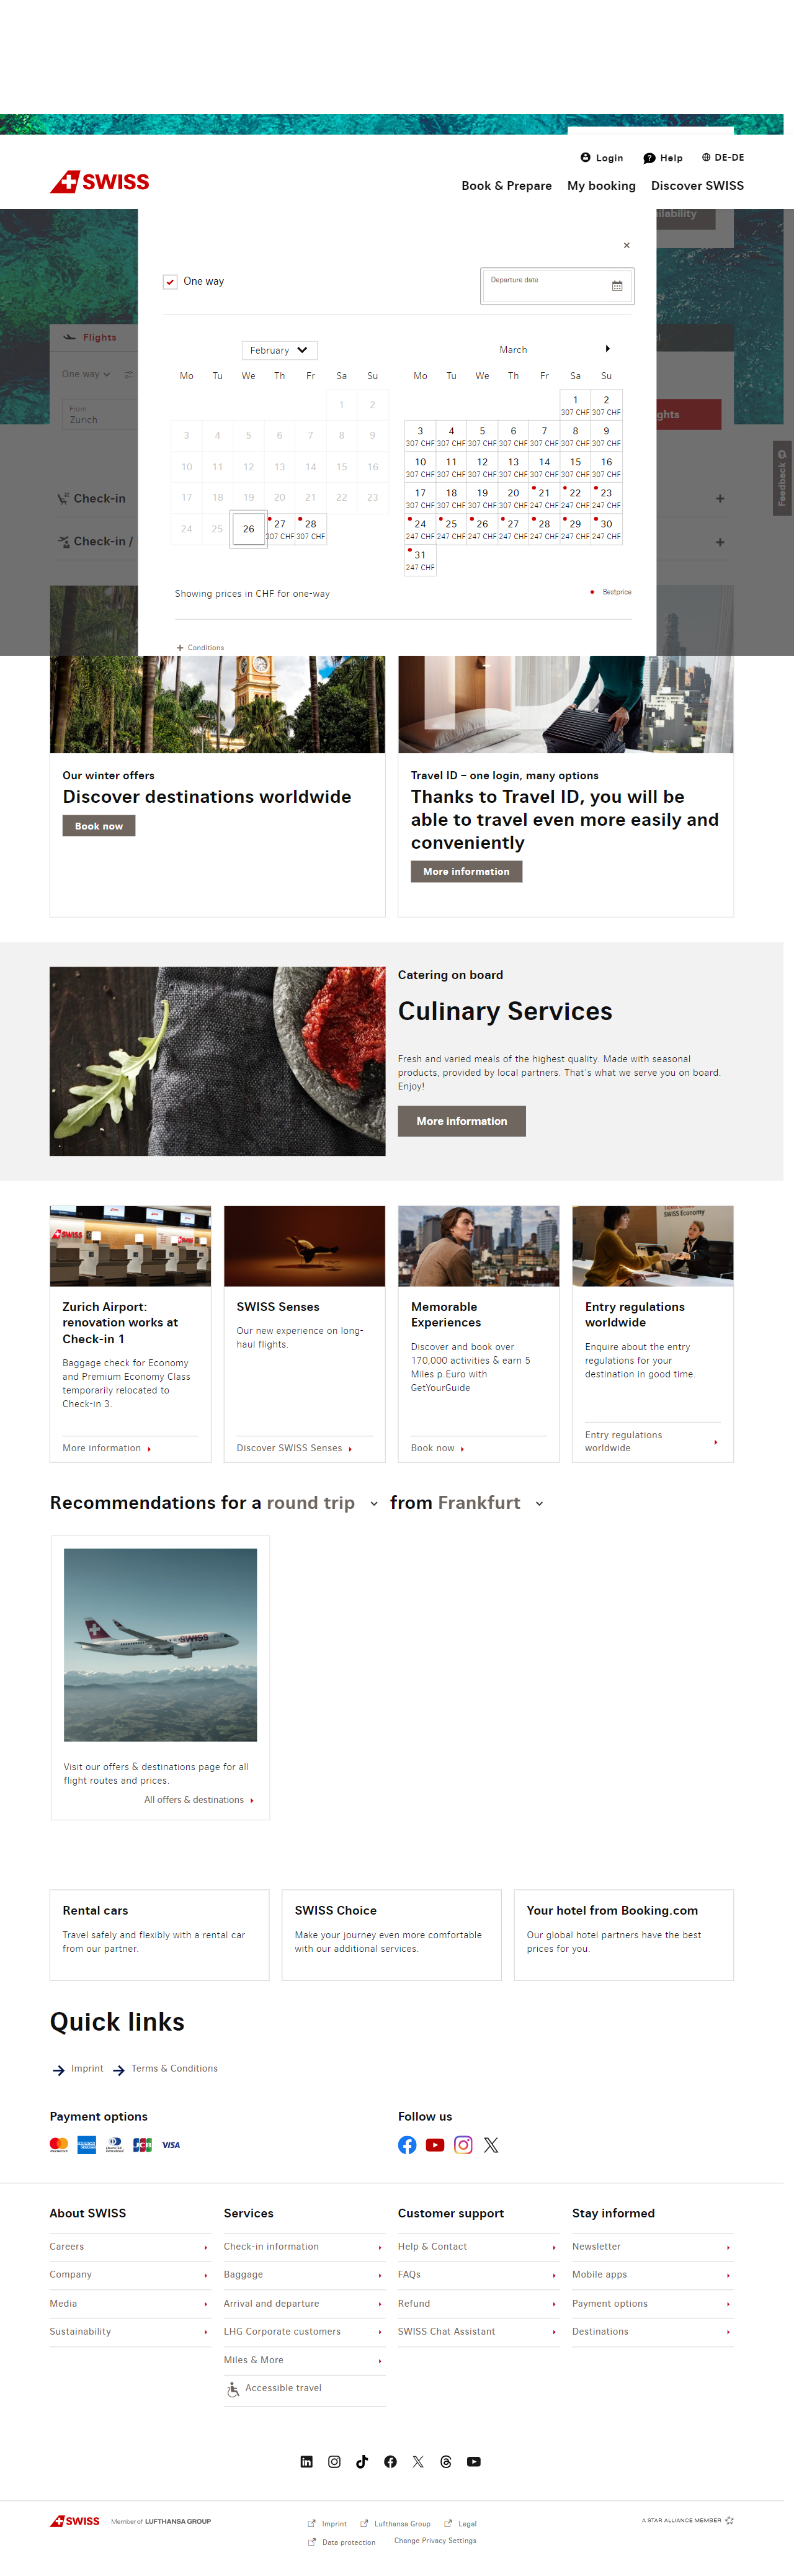 Login
Help
DE-DE
SWISS
Book & Prepare
My booking
Discover SWISS
ilability
One way
Departure date
Flights
One way
From
Zurich
ghts
Check-in
Check-in /
Feedback
February
March
Mo Tu We Th Fr Sa Su
Mo Tu We Th Fr Sa Su
1 2
3 4 5 6 7 8 9
10 11 12 13 14 15 16
17 18 19 20 21 22 23
24 25 26 27 28
307 CHF 307 CHF
1 2
307 CHF 307 CHF
3 4 5 6 7 8 9
307 CHF 307 CHF 307 CHF 307 CHF 307 CHF 307 CHF 307 CHF
10 11 12 13 14 15 16
307 CHF 307 CHF 307 CHF 307 CHF 307 CHF 307 CHF 307 CHF
17 18 19 20 21 22 23
307 CHF 307 CHF 307 CHF 307 CHF 247 CHF 247 CHF 247 CHF
24 25 26 27 28 29 30
247 CHF 247 CHF 247 CHF 247 CHF 247 CHF 247 CHF 247 CHF
31
247 CHF
Showing prices in CHF for one-way
Bestprice
Conditions
Our winter offers
Discover destinations worldwide
Book now
Travel ID – one login, many options
Thanks to Travel ID, you will be
able to travel even more easily and
conveniently
More information
Catering on board
Culinary Services
Fresh and varied meals of the highest quality. Made with seasonal
products, provided by local partners. That's what we serve you on board.
Enjoy!
More information
Zurich Airport:
renovation works at
Check-in 1
Baggage check for Economy
and Premium Economy Class
temporarily relocated to
Check-in 3.
More information
SWISS Senses
Our new experience on long-
haul flights.
Discover SWISS Senses
Memorable
Experiences
Discover and book over
170,000 activities & earn 5
Miles p.Euro with
GetYourGuide
Book now
SWISS Economy
Entry regulations
worldwide
Enquire about the entry
regulations for your
destination in good time.
Entry regulations
worldwide
Recommendations for a round trip from Frankfurt
SWISS
Visit our offers & destinations page for all
flight routes and prices.
All offers & destinations
Rental cars
Travel safely and flexibly with a rental car
from our partner.
SWISS Choice
Make your journey even more comfortable
with our additional services.
Your hotel from Booking.com
Our global hotel partners have the best
prices for you.
Quick links
Imprint
Terms & Conditions
Payment options
JCB
VISA
Follow us
About SWISS
Careers
Company
Media
Sustainability
Services
Check-in information
Baggage
Arrival and departure
LHG Corporate customers
Miles & More
Accessible travel
Customer support
Help & Contact
FAQs
Refund
SWISS Chat Assistant
Stay informed
Newsletter
Mobile apps
Payment options
Destinations
SWISS
Member of LUFTHANSA GROUP
Imprint
Lufthansa Group
Legal
Data protection
Change Privacy Settings
A STAR ALLIANCE MEMBER